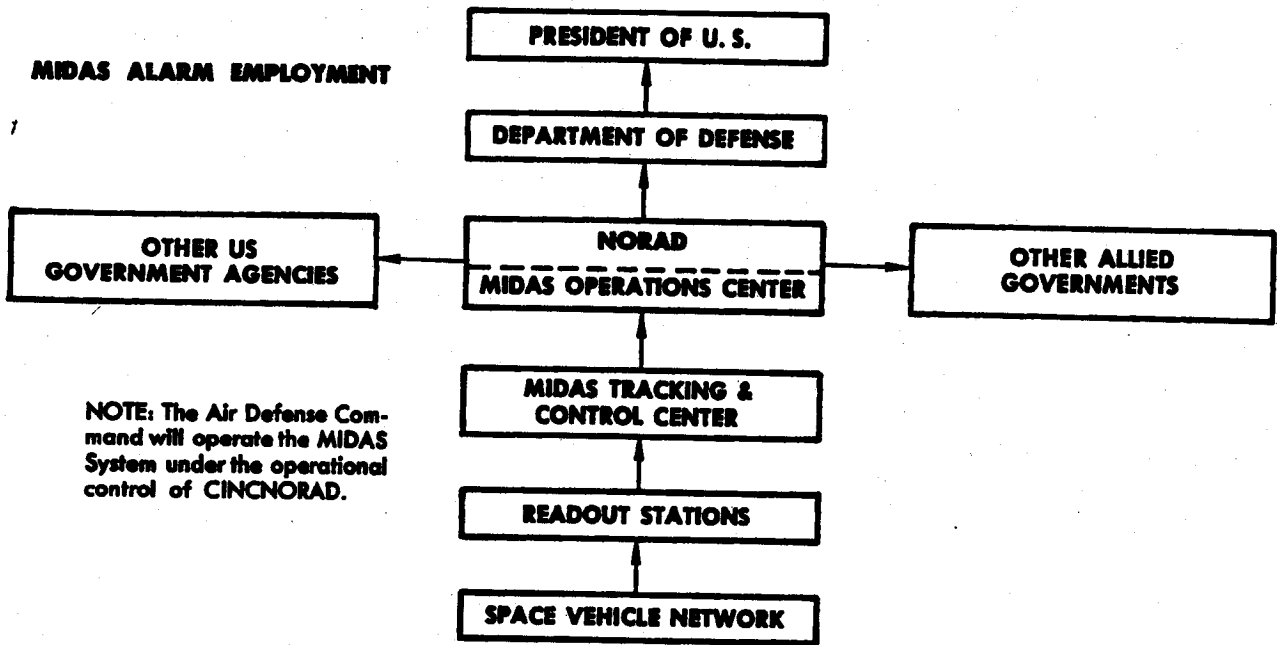 PRESIDENT OF U. S.
MIDAS ALARM EMPLOYMENT
DEPARTMENT OF DEFENSE
OTHER US
GOVERNMENT AGENCIES
NORAD
MIDAS OPERATIONS CENTER
OTHER ALLIED
GOVERNMENTS
MIDAS TRACKING &
CONTROL CENTER
NOTE: The Air Defense Com-
mand will operate the MIDAS
System under the operational
control of CINCNORAD.
READOUT STATIONS
SPACE VEHICLE NETWORK